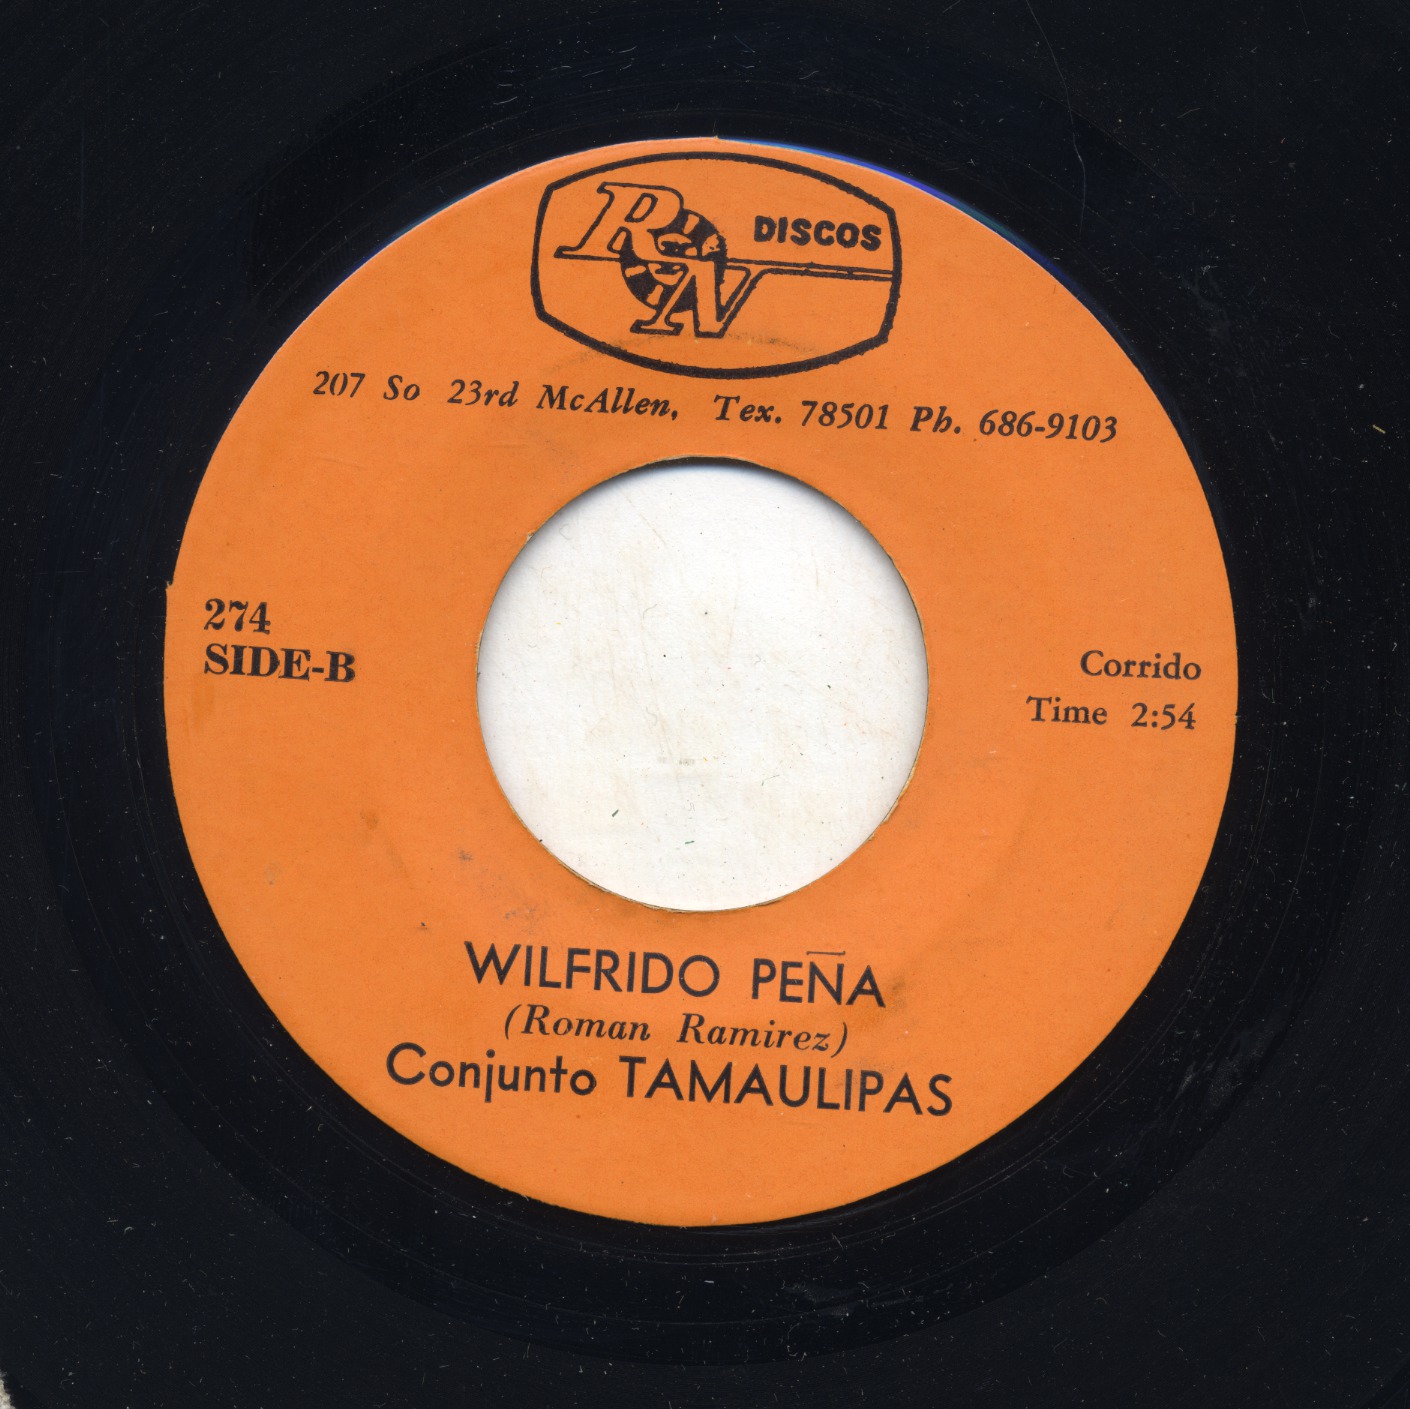 RN DISCOS
207 So 23rd McAllen, Tex. 78501 Ph. 686-9103
274
SIDE-B
Corrido
Time 2:54
WILFRIDO PEÑA
(Roman Ramirez)
Conjunto TAMAULIPAS